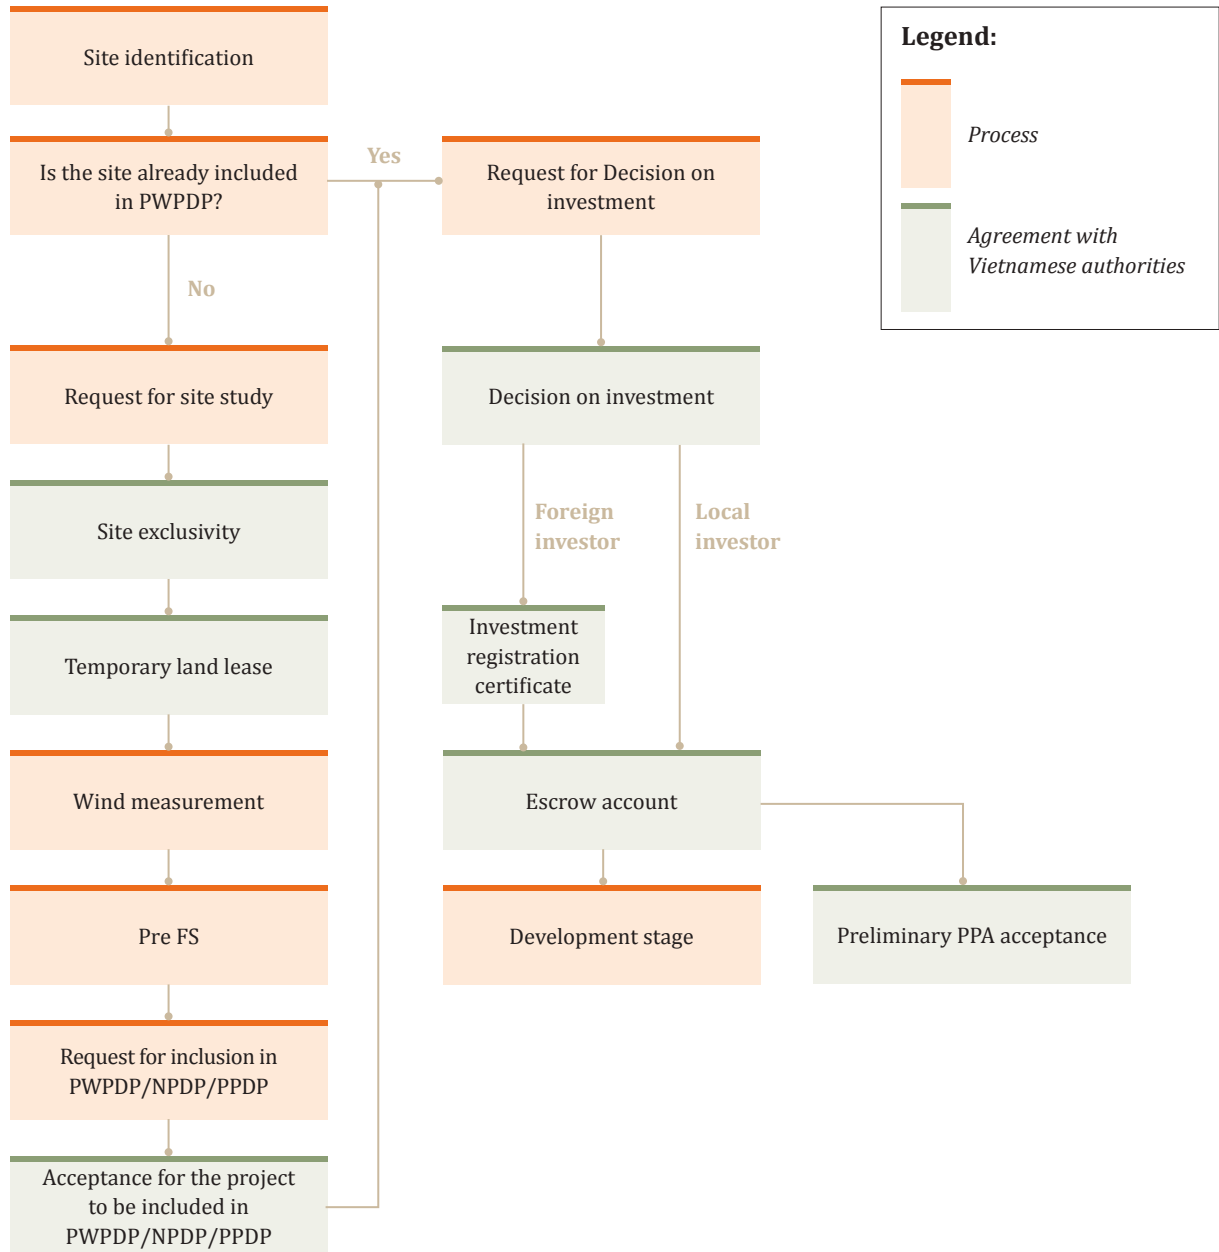 Site identification
Is the site already included
in PWPDP?
Yes
No
Request for site study
Site exclusivity
Temporary land lease
Wind measurement
Pre FS
Request for inclusion in
PWPDP/NPDP/PPDP
Acceptance for the project
to be included in
PWPDP/NPDP/PPDP
Request for Decision on
investment
Decision on investment
Foreign
investor
Local
investor
Investment
registration
certificate
Escrow account
Development stage
Preliminary PPA acceptance
Legend:
Process
Agreement with
Vietnamese authorities